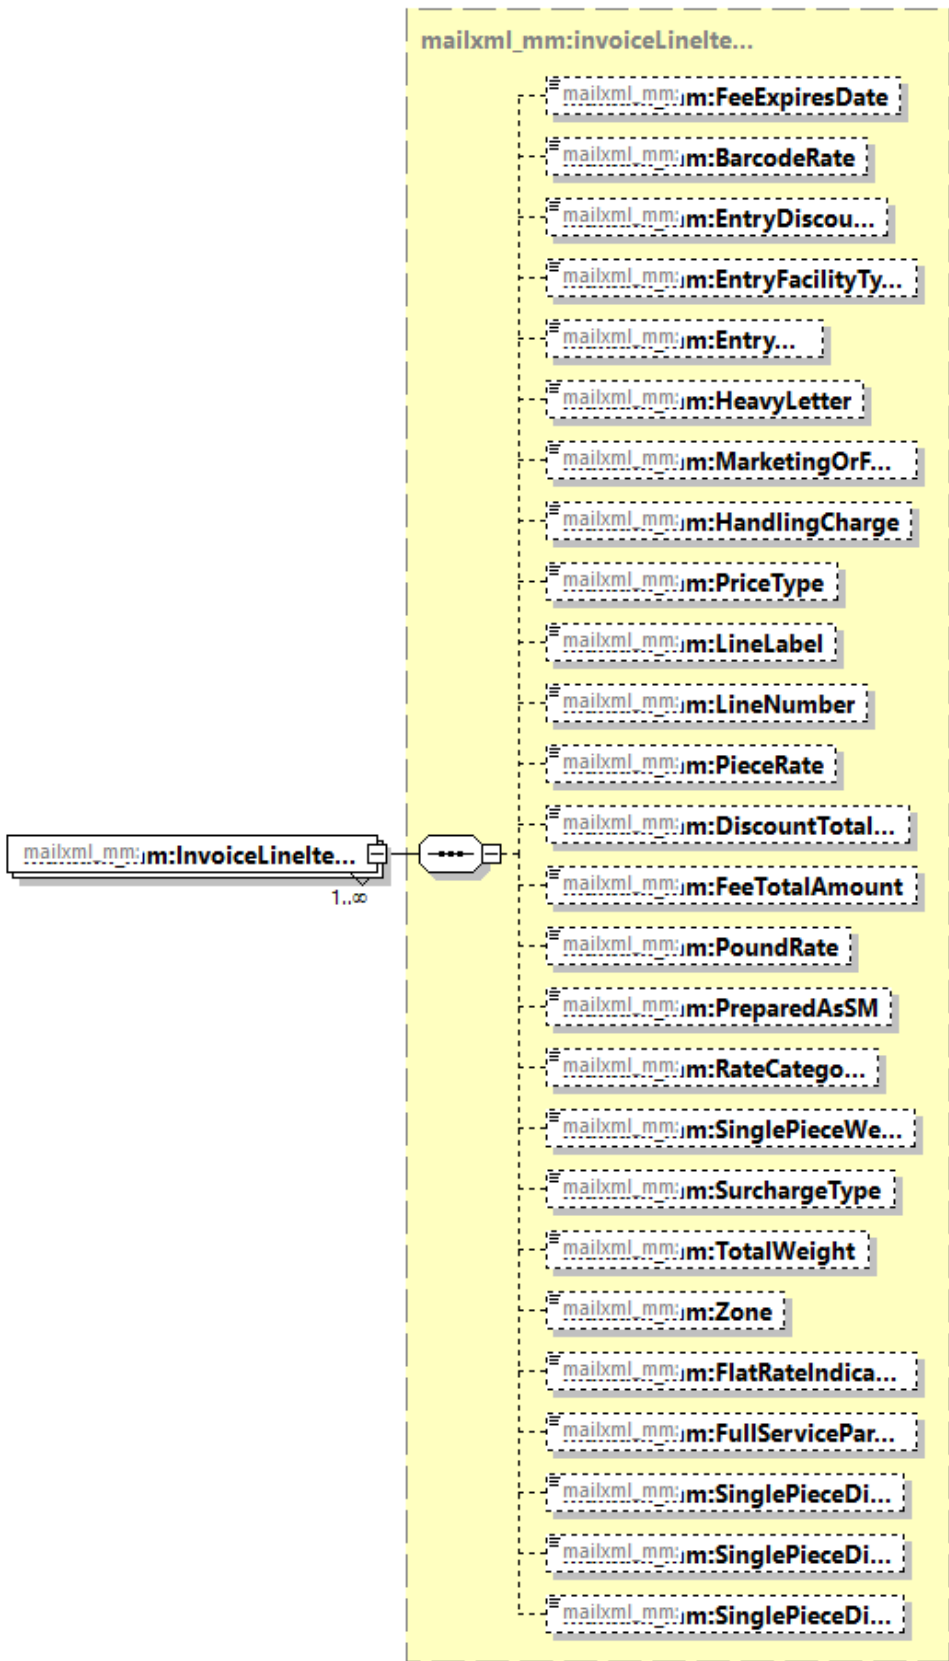 mailxml_mm:invoiceLineIte...
mailxml_mm:m:FeeExpiresDate
mailxml_mm:m:BarcodeRate
mailxml_mm:m:EntryDiscou...
mailxml_mm:m:EntryFacilityTy...
mailxml_mm:m:Entry...
mailxml_mm:m:HeavyLetter
mailxml_mm:m:MarketingOrF...
mailxml_mm:m:HandlingCharge
mailxml_mm:m:PriceType
mailxml_mm:m:LineLabel
mailxml_mm:m:LineNumber
mailxml_mm:m:PieceRate
mailxml_mm:m:DiscountTotal...
mailxml_mm:m:InvoiceLineIte...
1..∞
mailxml_mm:m:FeeTotalAmount
mailxml_mm:m:PoundRate
mailxml_mm:m:PreparedAsSM
mailxml_mm:m:RateCatego...
mailxml_mm:m:SinglePieceWe...
mailxml_mm:m:SurchargeType
mailxml_mm:m:TotalWeight
mailxml_mm:m:Zone
mailxml_mm:m:FlatRateIndica...
mailxml_mm:m:FullServicePar...
mailxml_mm:m:SinglePieceDi...
mailxml_mm:m:SinglePieceDi...
mailxml_mm:m:SinglePieceDi...